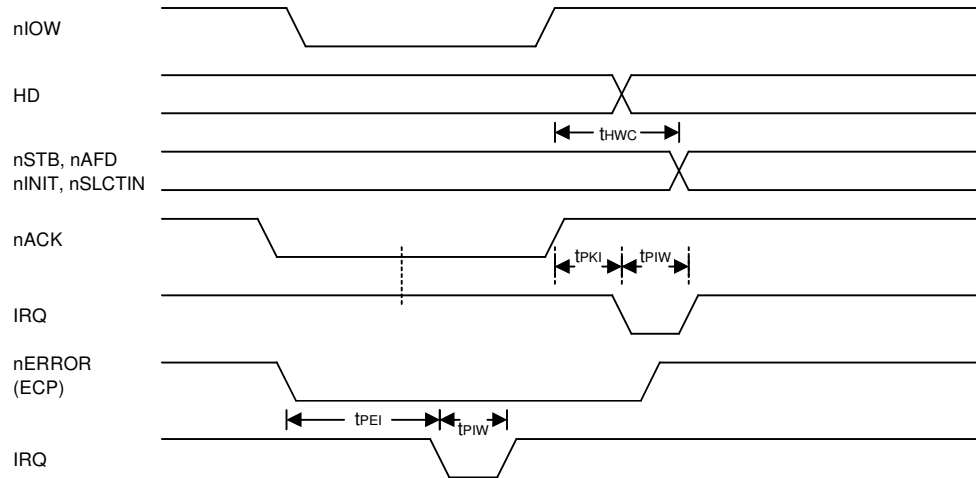 nIOW
HD
tHWC
nSTB, nAFD
nINIT, nSLCTIN
nACK
tPKI tPIW
IRQ
nERROR
(ECP)
tPEI tPIW
IRQ